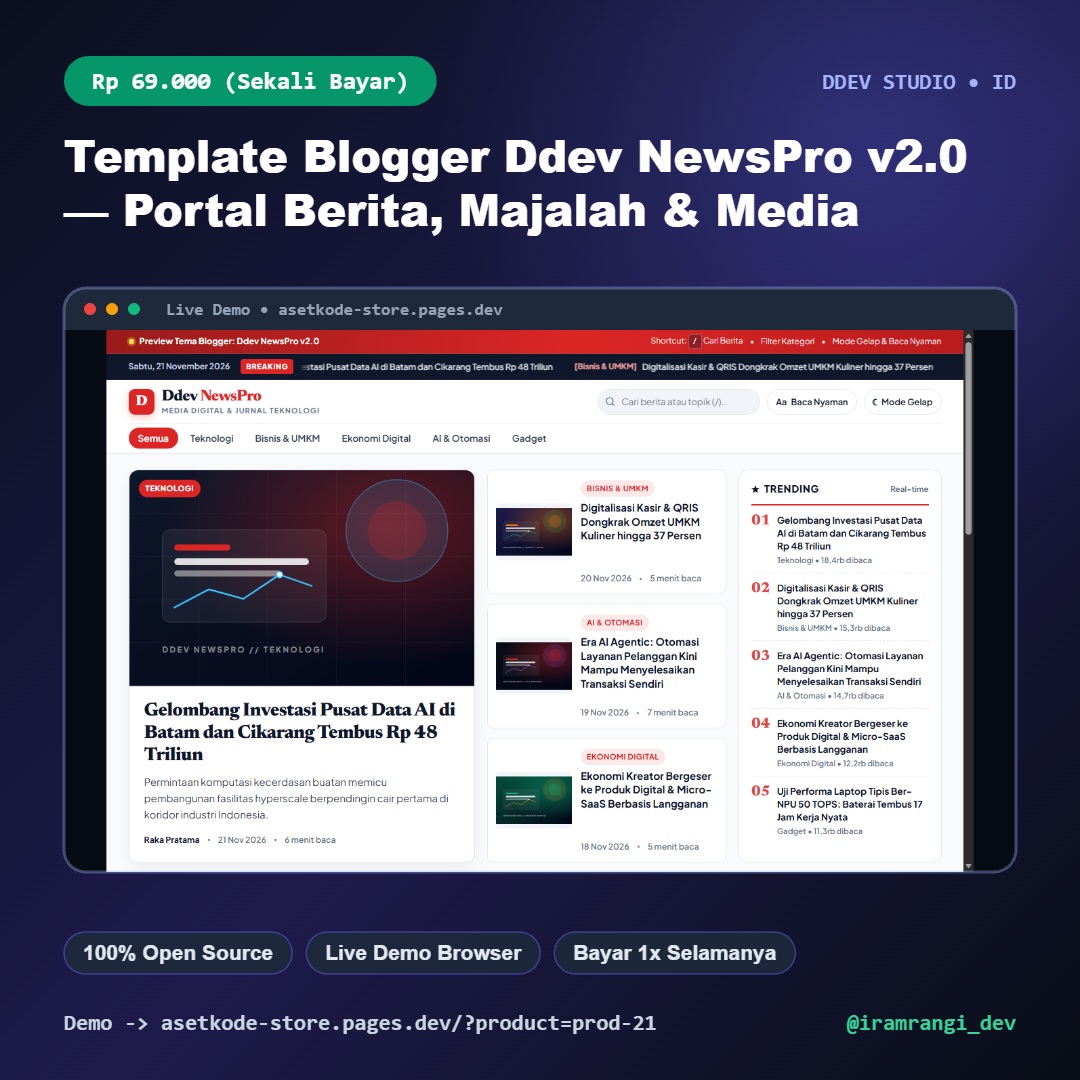 Rp 69.000 (Sekali Bayar)
DDEV STUDIO • ID
Template Blogger Ddev NewsPro v2.0
— Portal Berita, Majalah & Media
Live Demo • asetkode-store.pages.dev
Preview Tema Blogger: Ddev NewsPro v2.0
Shortcut: / Cari Berita • Filter Kategori • Mode Gelap & Baca Nyaman
Sabtu, 21 November 2026
BREAKING
stasi Pusat Data AI di Batam dan Cikarang Tembus Rp 48 Triliun
[Bisnis & UMKM] Digitalisasi Kasir & QRIS Dongkrak Omzet UMKM Kuliner hingga 37 Persen
D
Ddev NewsPro
MEDIA DIGITAL & JURNAL TEKNOLOGI
Cari berita atau topik (/)...
Aa Baca Nyaman
☾ Mode Gelap
Semua
Teknologi
Bisnis & UMKM
Ekonomi Digital
AI & Otomasi
Gadget
TEKNOLOGI
DDEV NEWSPRO // TEKNOLOGI
Gelombang Investasi Pusat Data AI di
Batam dan Cikarang Tembus Rp 48
Triliun
Permintaan komputasi kecerdasan buatan memicu
pembangunan fasilitas hyperscale berpendingin cair pertama di
koridor industri Indonesia.
Raka Pratama • 21 Nov 2026 • 6 menit baca
BISNIS & UMKM
Digitalisasi Kasir & QRIS
Dongkrak Omzet UMKM
Kuliner hingga 37 Persen
20 Nov 2026 • 5 menit baca
AI & OTOMASI
Era AI Agentic: Otomasi
Layanan Pelanggan Kini
Mampu Menyelesaikan
Transaksi Sendiri
19 Nov 2026 • 7 menit baca
EKONOMI DIGITAL
Ekonomi Kreator Bergeser
ke Produk Digital & Micro-
SaaS Berbasis Langganan
18 Nov 2026 • 5 menit baca
★ TRENDING
Real-time
01
Gelombang Investasi Pusat Data
AI di Batam dan Cikarang Tembus
Rp 48 Triliun
Teknologi • 18,4rb dibaca
02
Digitalisasi Kasir & QRIS
Dongkrak Omzet UMKM Kuliner
hingga 37 Persen
Bisnis & UMKM • 15,3rb dibaca
03
Era AI Agentic: Otomasi Layanan
Pelanggan Kini Mampu
Menyelesaikan Transaksi Sendiri
AI & Otomasi • 14,7rb dibaca
04
Ekonomi Kreator Bergeser ke
Produk Digital & Micro-SaaS
Berbasis Langganan
Ekonomi Digital • 12,2rb dibaca
05
Uji Performa Laptop Tipis Ber-
NPU 50 TOPS: Baterai Tembus 17
Jam Kerja Nyata
Gadget • 11,3rb dibaca
100% Open Source
Live Demo Browser
Bayar 1x Selamanya
Demo -> asetkode-store.pages.dev/?product=prod-21
@iramrangi_dev